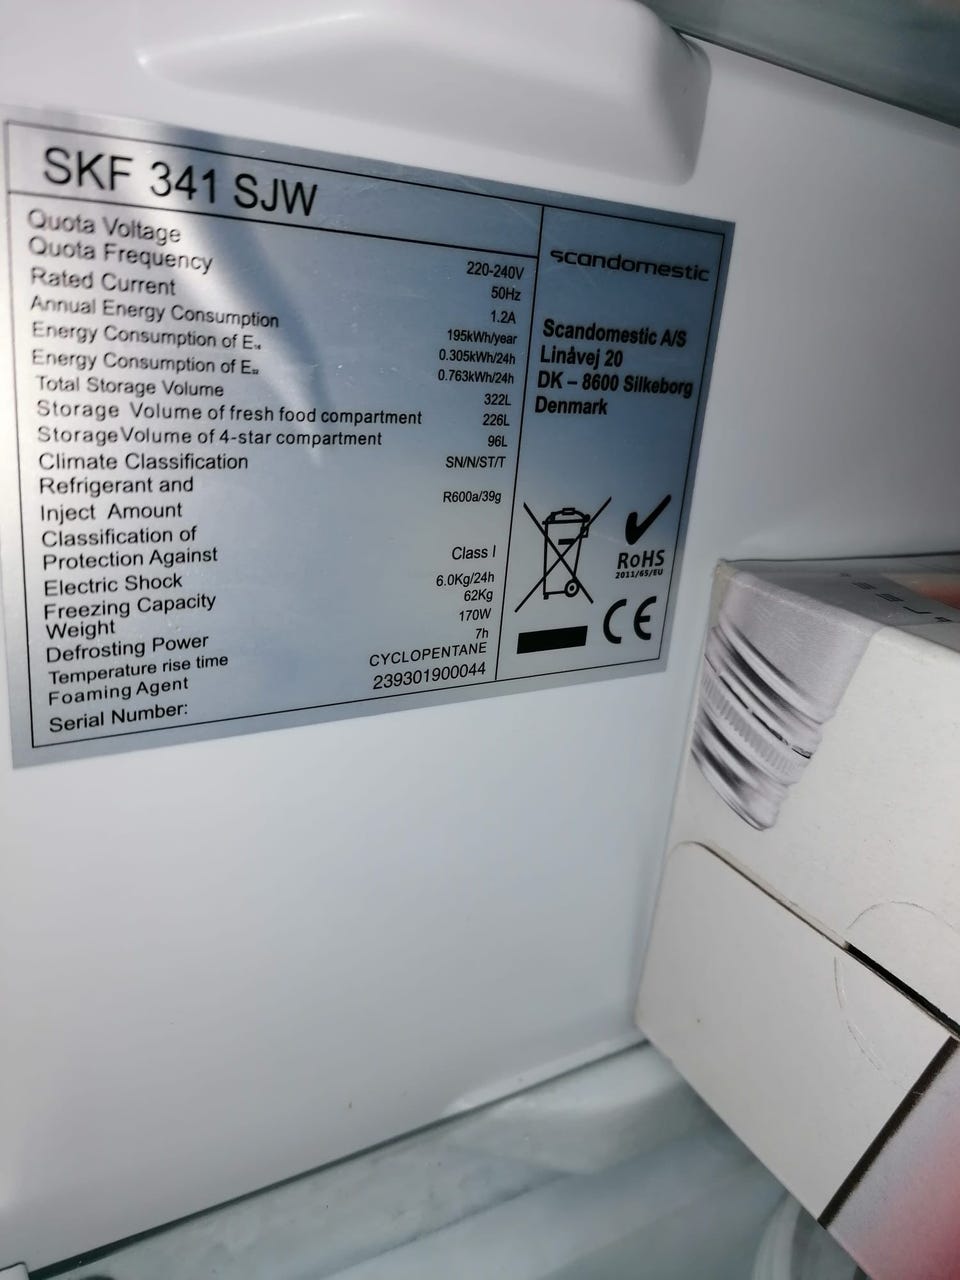 SKF 341 SJW
Quota Voltage 220-240V
Quota Frequency 50Hz
Rated Current 1.2A
Annual Energy Consumption 195kWh/year
Energy Consumption of E₁₆ 0.305kWh/24h
Energy Consumption of E₃₂ 0.763kWh/24h
Total Storage Volume 322L
Storage Volume of fresh food compartment 226L
Storage Volume of 4-star compartment 96L
Climate Classification SN/N/ST/T
Refrigerant and
Inject Amount R600a/39g
Classification of
Protection Against
Electric Shock Class I
Freezing Capacity 6.0Kg/24h
Weight 62Kg
Defrosting Power 170W
Temperature rise time 7h
Foaming Agent CYCLOPENTANE
Serial Number: 239301900044
scandomestic
Scandomestic A/S
Linåvej 20
DK – 8600 Silkeborg
Denmark
RoHS
2011/65/EU
CE